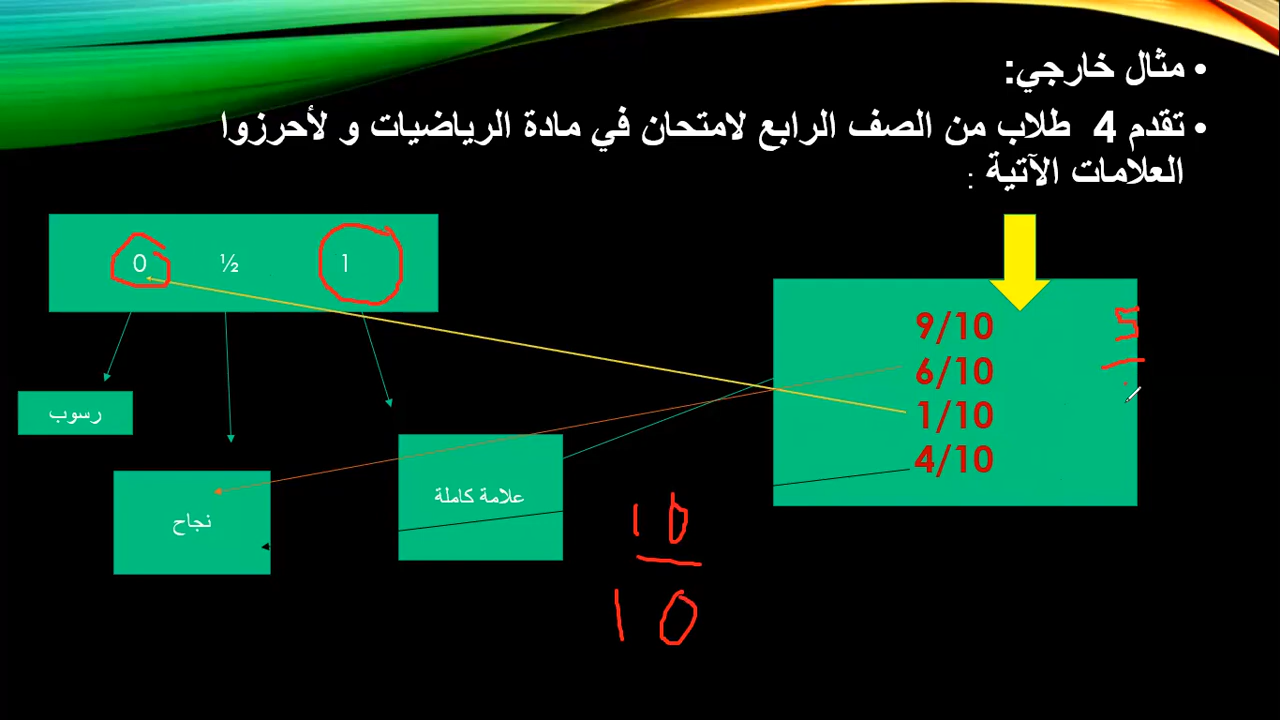 • مثال خارجي:
• تقدم 4 طلاب من الصف الرابع لامتحان في مادة الرياضيات و لأحرزوا
العلامات الآتية :
0 ½ 1
9/10
6/10
1/10
4/10
رسوب
نجاح
علامة كاملة
10
10